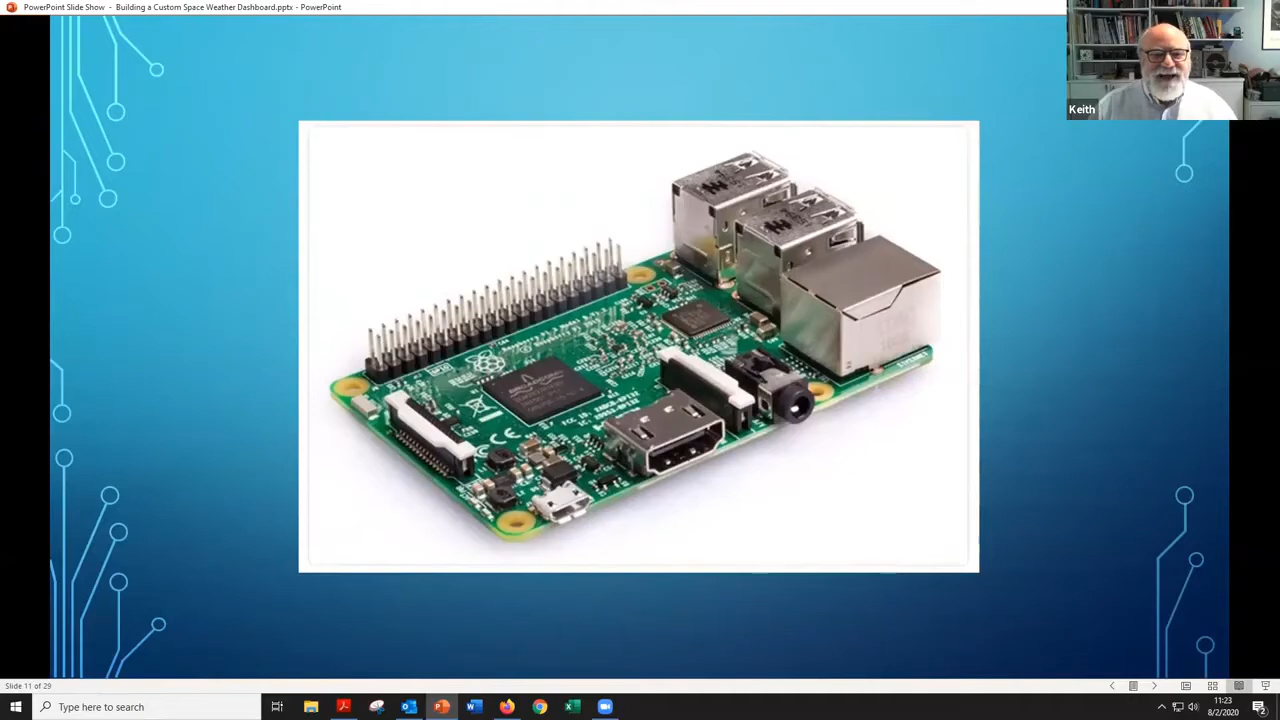 PowerPoint Slide Show - Building a Custom Space Weather Dashboard.pptx - PowerPoint
Keith
Slide 11 of 29
Type here to search
11:23
8/2/2020
2